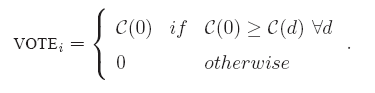 VOTE_i = { C(0) if C(0) ≥ C(d) ∀d
0 otherwise .